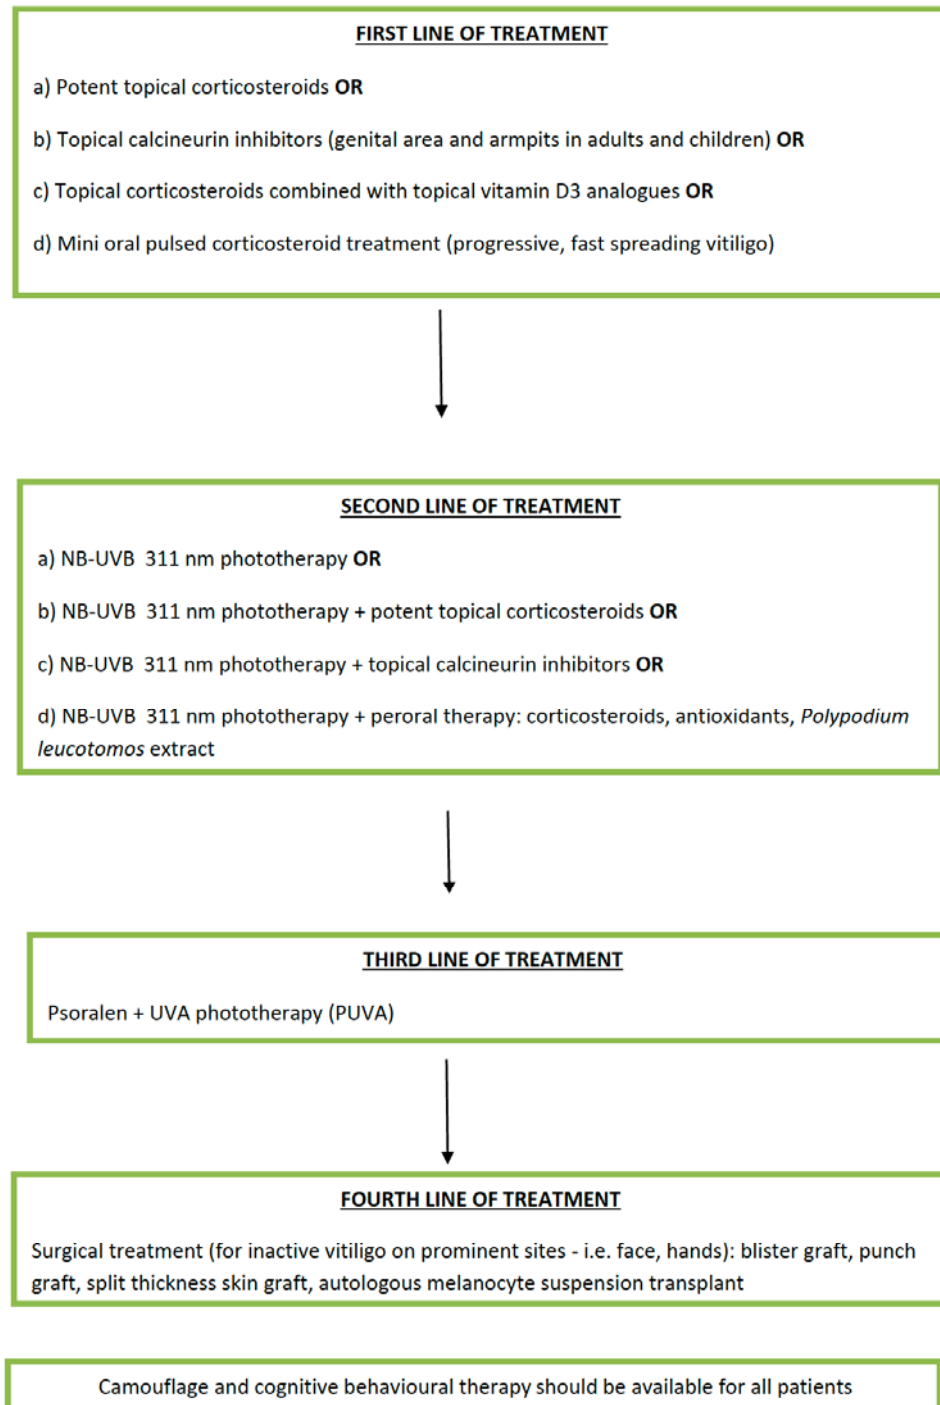 FIRST LINE OF TREATMENT
a) Potent topical corticosteroids OR
b) Topical calcineurin inhibitors (genital area and armpits in adults and children) OR
c) Topical corticosteroids combined with topical vitamin D3 analogues OR
d) Mini oral pulsed corticosteroid treatment (progressive, fast spreading vitiligo)
SECOND LINE OF TREATMENT
a) NB-UVB 311 nm phototherapy OR
b) NB-UVB 311 nm phototherapy + potent topical corticosteroids OR
c) NB-UVB 311 nm phototherapy + topical calcineurin inhibitors OR
d) NB-UVB 311 nm phototherapy + peroral therapy: corticosteroids, antioxidants, Polypodium
leucotomos extract
THIRD LINE OF TREATMENT
Psoralen + UVA phototherapy (PUVA)
FOURTH LINE OF TREATMENT
Surgical treatment (for inactive vitiligo on prominent sites - i.e. face, hands): blister graft, punch
graft, split thickness skin graft, autologous melanocyte suspension transplant
Camouflage and cognitive behavioural therapy should be available for all patients